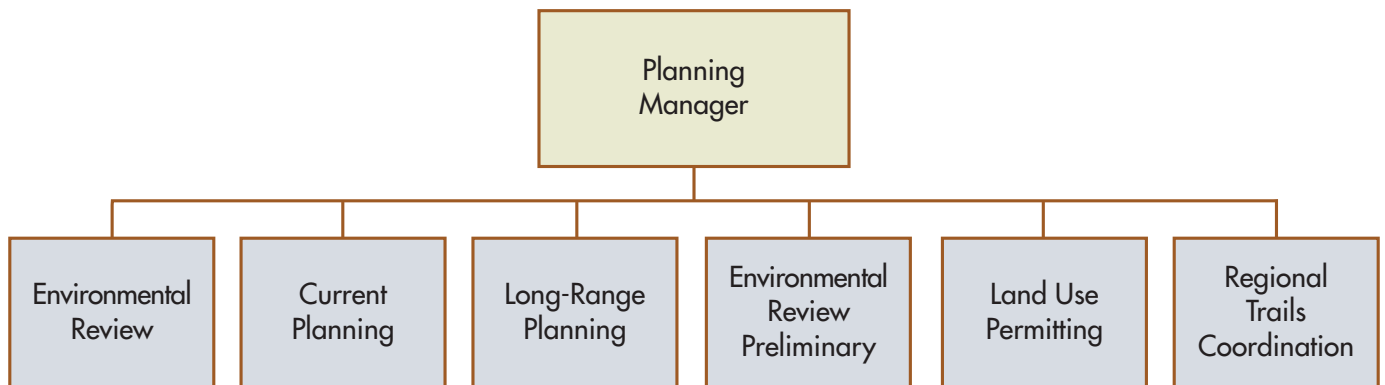 Planning
Manager
Environmental
Review
Current
Planning
Long-Range
Planning
Environmental
Review
Preliminary
Land Use
Permitting
Regional
Trails
Coordination